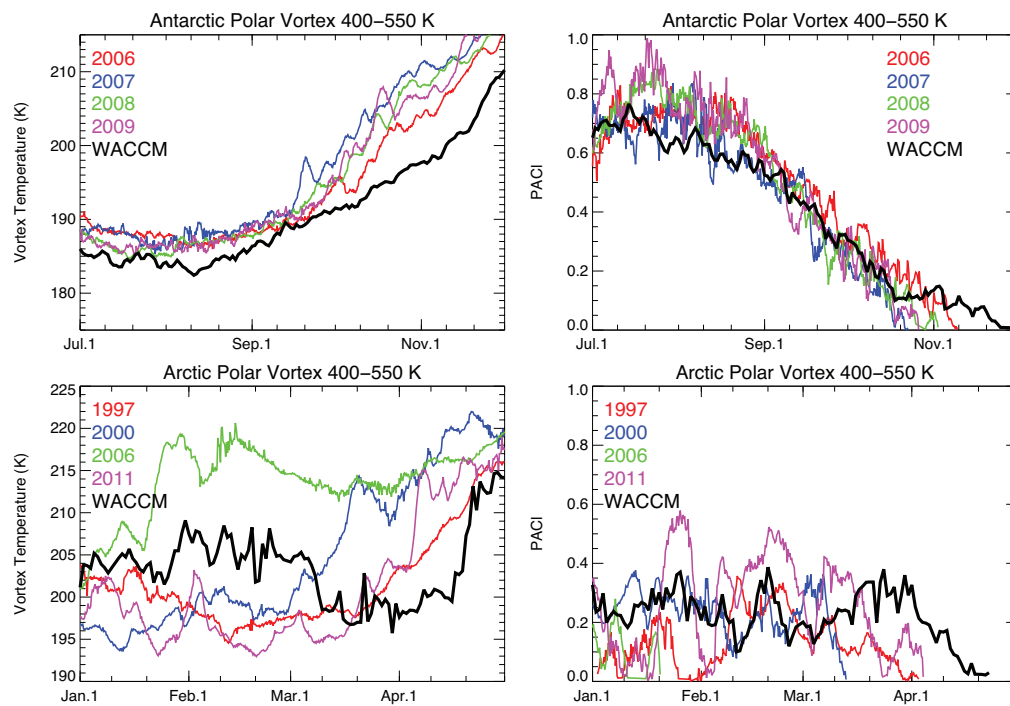 Antarctic Polar Vortex 400−550 K
2006
2007
2008
2009
WACCM
Vortex Temperature (K)
210
200
190
180
Jul.1
Sep.1
Nov.1
Antarctic Polar Vortex 400−550 K
2006
2007
2008
2009
WACCM
PACI
1.0
0.8
0.6
0.4
0.2
0.0
Jul.1
Sep.1
Nov.1
Arctic Polar Vortex 400−550 K
1997
2000
2006
2011
WACCM
Vortex Temperature (K)
225
220
215
210
205
200
195
190
Jan.1
Feb.1
Mar.1
Apr.1
Arctic Polar Vortex 400−550 K
1997
2000
2006
2011
WACCM
PACI
1.0
0.8
0.6
0.4
0.2
0.0
Jan.1
Feb.1
Mar.1
Apr.1